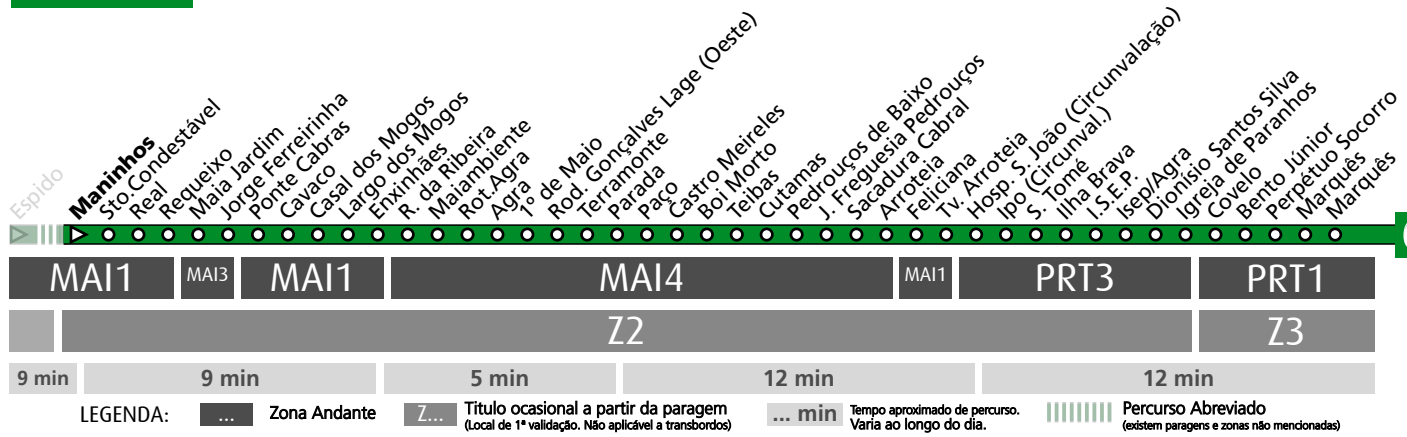 Espido
Maninhos
Sto.Condestável
Real
Requeixo
Maia Jardim
Jorge Ferreirinha
Ponte Cabras
Cavaco
Casal dos Mogos
Largo dos Mogos
Enxinhães
R. da Ribeira
Maiambiente
Rot.Agra
Agra
1º de Maio
Rod. Gonçalves Lage (Oeste)
Terramonte
Parada
Paço
Castro Meireles
Boi Morto
Teibas
Cutamas
Pedrouços de Baixo
J. Freguesia Pedrouços
Sacadura Cabral
Arroteia
Feliciana
Tv. Arroteia
Hosp. S. João (Circunvalação)
Ipo (Circunval.)
S. Tomé
Ilha Brava
I.S.E.P.
Isep/Agra
Dionísio Santos Silva
Igreja de Paranhos
Covelo
Bento Júnior
Perpétuo Socorro
Marquês
Marquês
MAI1 MAI3 MAI1 MAI4 MAI1 PRT3 PRT1
Z2 Z3
9 min 9 min 5 min 12 min 12 min
LEGENDA: ... Zona Andante Z... Titulo ocasional a partir da paragem ... min Tempo aproximado de percurso. Percurso Abreviado
(Local de 1ª validação. Não aplicável a transbordos) Varia ao longo do dia. (existem paragens e zonas não mencionadas)